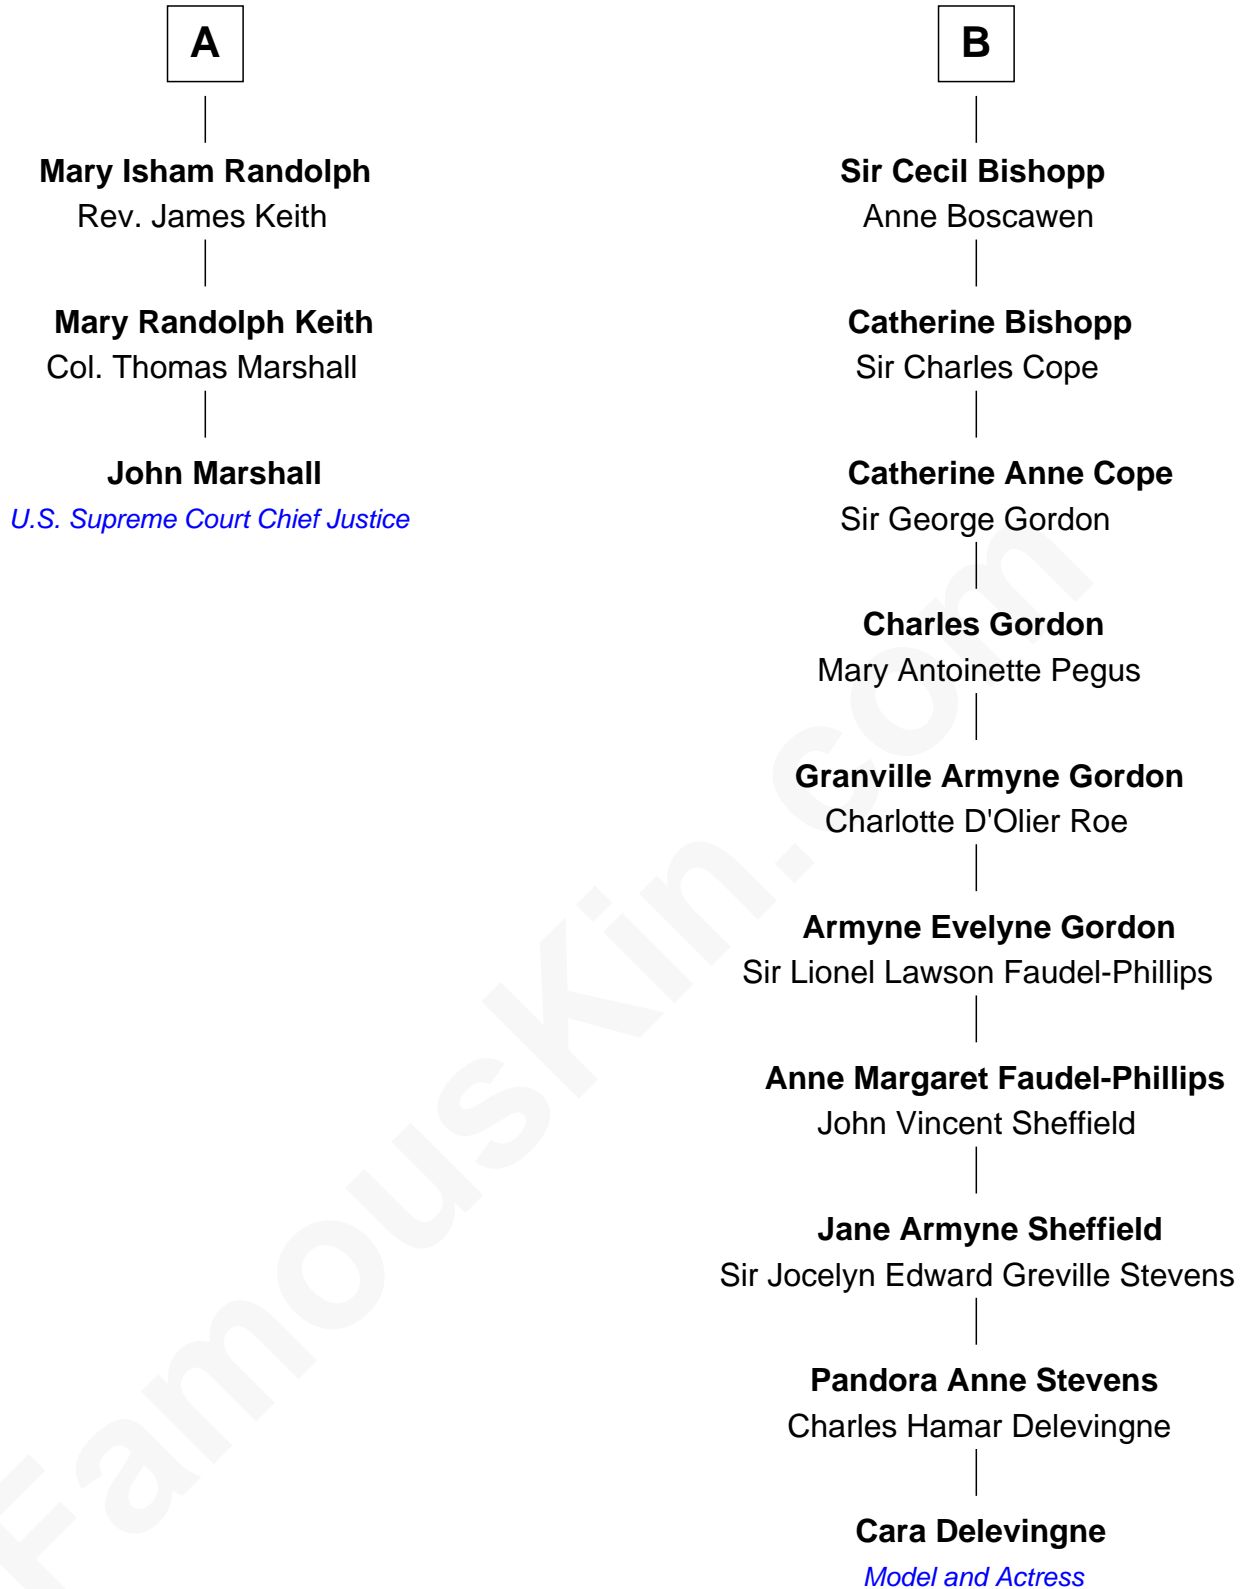 A
Mary Isham Randolph
Rev. James Keith
Mary Randolph Keith
Col. Thomas Marshall
John Marshall
U.S. Supreme Court Chief Justice
B
Sir Cecil Bishopp
Anne Boscawen
Catherine Bishopp
Sir Charles Cope
Catherine Anne Cope
Sir George Gordon
Charles Gordon
Mary Antoinette Pegus
Granville Armyne Gordon
Charlotte D'Olier Roe
Armyne Evelyne Gordon
Sir Lionel Lawson Faudel-Phillips
Anne Margaret Faudel-Phillips
John Vincent Sheffield
Jane Armyne Sheffield
Sir Jocelyn Edward Greville Stevens
Pandora Anne Stevens
Charles Hamar Delevingne
Cara Delevingne
Model and Actress
FamousKin.com